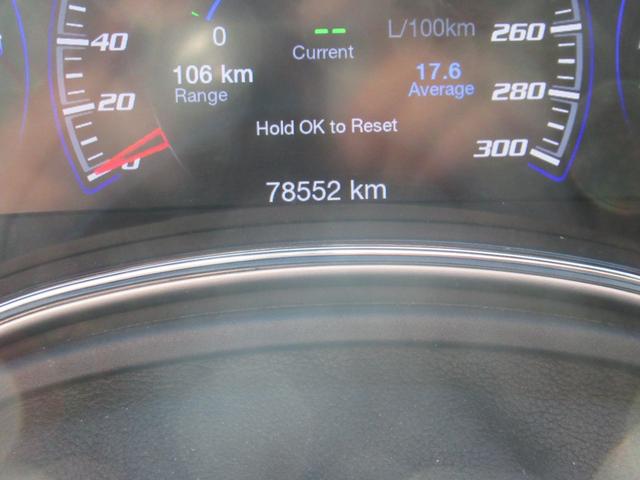 L/100km
0 -- 260
40 Current
106 km 17.6
Range Average 280
20
Hold OK to Reset
0 300
78552 km